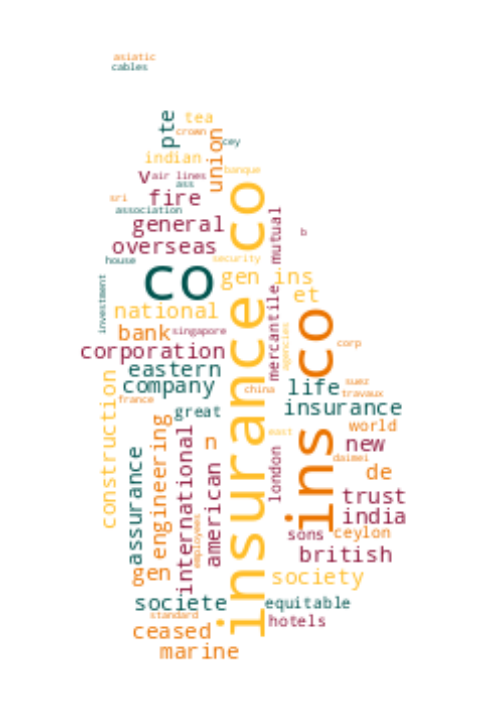 asiatic
cables
pte
tea
crown
union
cey
indian
banque
v
air lines
ass
sri
fire
insurance co
association
general
mutual
b
overseas
house
security
co
gen
ins
investment
et
national
mercantile
ins co
bank
singapore
agencies
corp
corporation
eastern
company
china
life
suez
travaux
france
construction
great
insurance
engineering
international
n
east
world
new
assurance
american
london
daimei
de
trust
india
employees
sons
ceylon
british
gen
society
societe
equitable
standard
hotels
ceased
marine